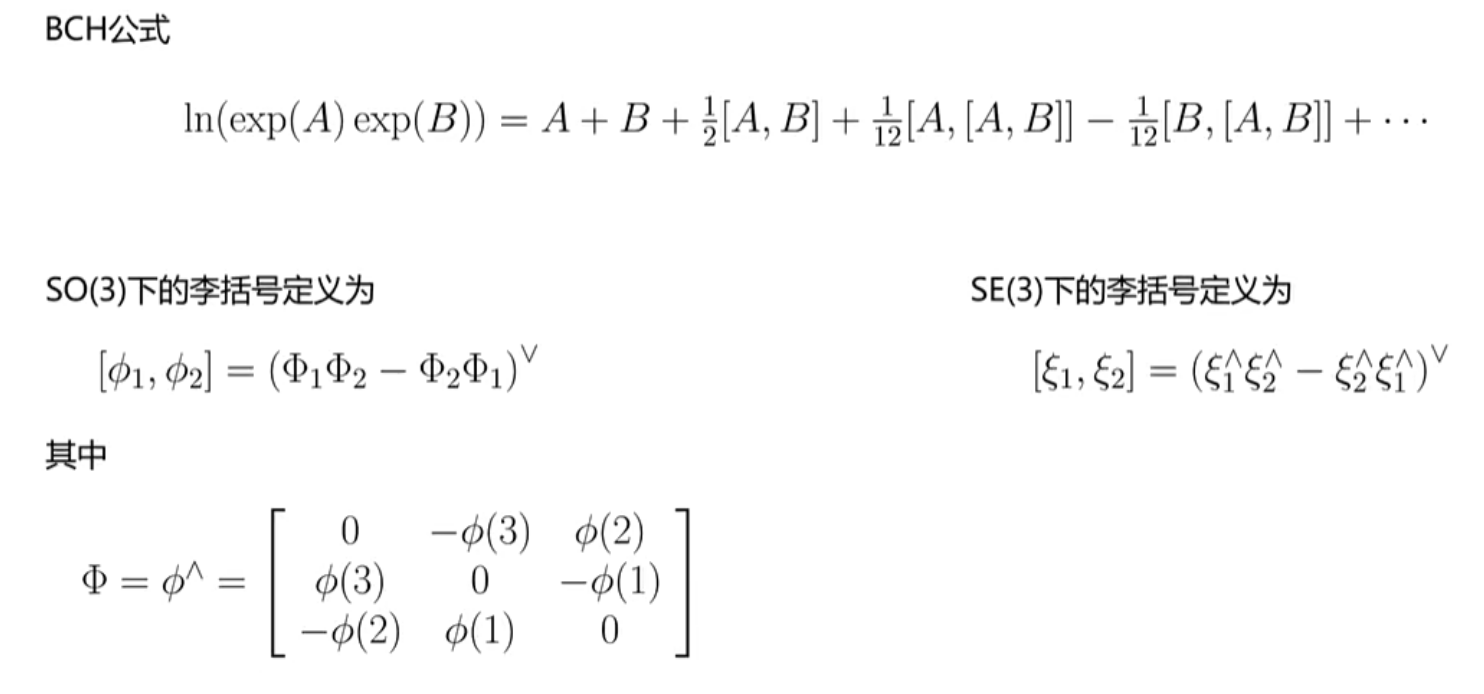 BCH公式
ln(exp(A) exp(B)) = A + B + 1/2[A, B] + 1/12[A, [A, B]] − 1/12[B, [A, B]] + ⋯
SO(3)下的李括号定义为
SE(3)下的李括号定义为
[ϕ₁, ϕ₂] = (Φ₁Φ₂ − Φ₂Φ₁)^∨
[ξ₁, ξ₂] = (ξ₁^∧ξ₂^∧ − ξ₂^∧ξ₁^∧)^∨
其中
Φ = ϕ^∧ = [ 0 −ϕ(3) ϕ(2)
ϕ(3) 0 −ϕ(1)
−ϕ(2) ϕ(1) 0 ]